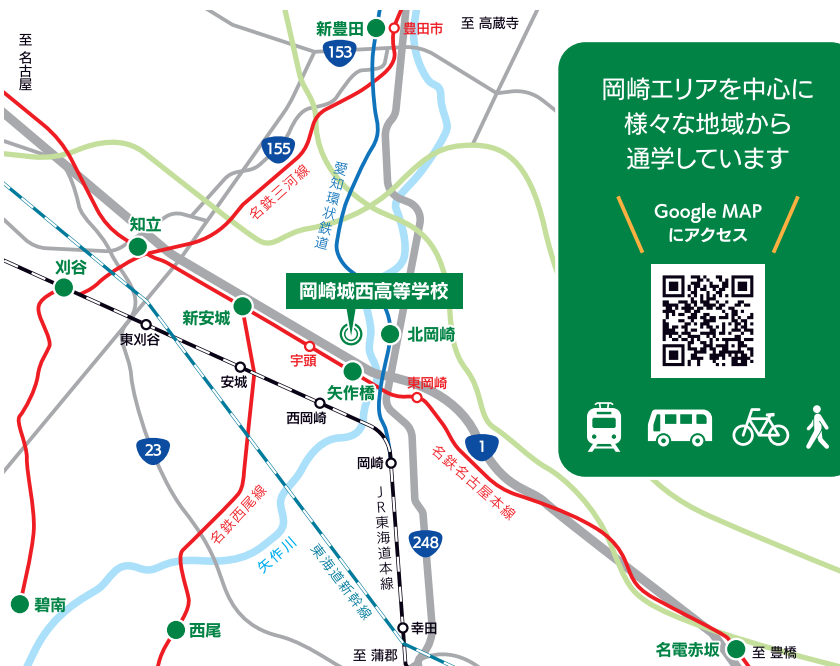 至 名古屋
新豊田
豊田市
至 高蔵寺
153
155
名鉄三河線
愛知環状鉄道
知立
刈谷
東刈谷
新安城
安城
宇頭
岡崎城西高等学校
北岡崎
矢作橋
東岡崎
西岡崎
岡崎
1
名鉄名古屋本線
23
名鉄西尾線
矢作川
東海道新幹線
JR東海道本線
248
碧南
西尾
幸田
至 蒲郡
名電赤坂
至 豊橋
岡崎エリアを中心に
様々な地域から
通学しています
Google MAP
にアクセス